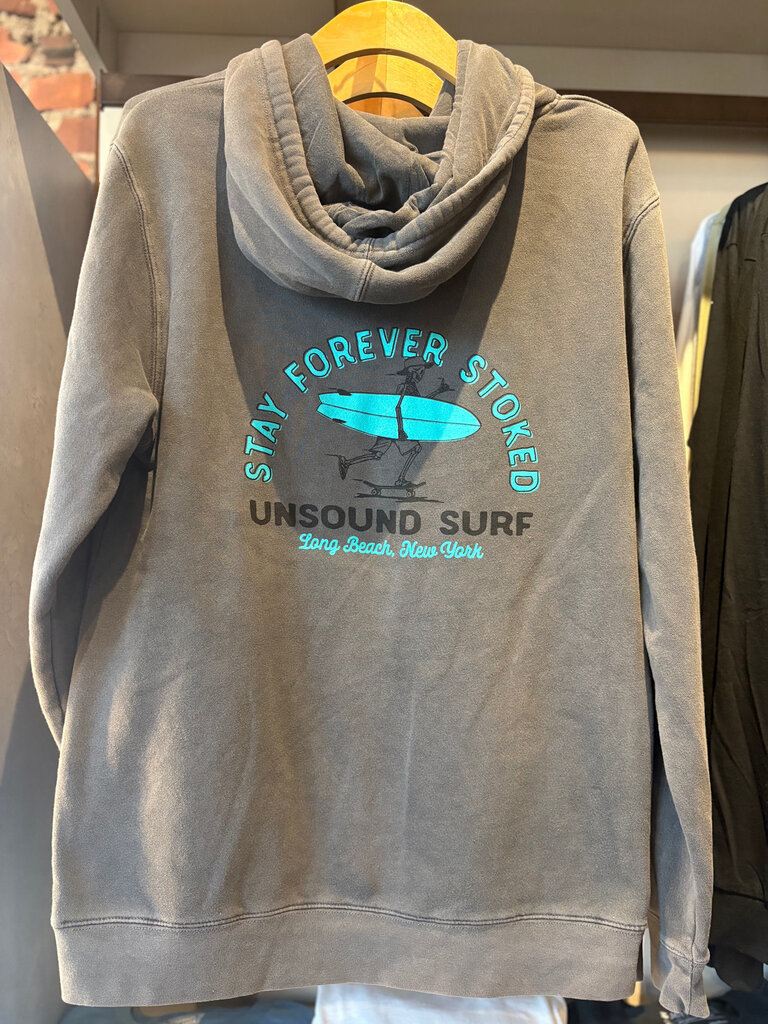 STAY FOREVER STOKED
UNSOUND SURF
Long Beach, New York